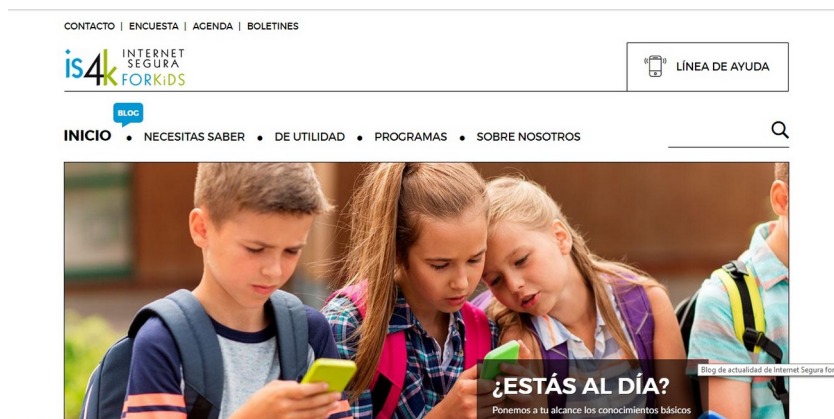 CONTACTO | ENCUESTA | AGENDA | BOLETINES
is4k INTERNET
SEGURA
FORKiDS
LÍNEA DE AYUDA
BLOG
INICIO • NECESITAS SABER • DE UTILIDAD • PROGRAMAS • SOBRE NOSOTROS
Blog de actualidad de Internet Segura for
¿ESTÁS AL DÍA?
Ponemos a tu alcance los conocimientos básicos